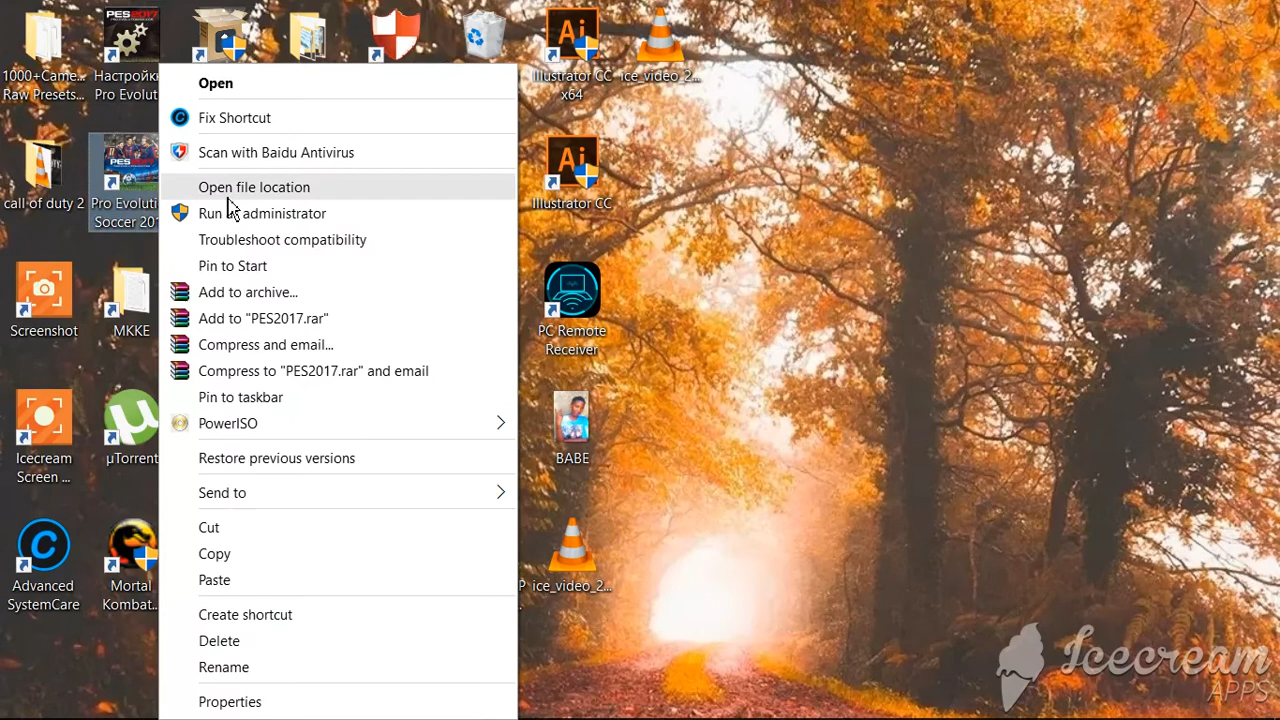 1000+Came...
Raw Presets...
PES2017
Настройки
Pro Evolut
Ai
Illustrator CC
x64
ice_video_2...
call of duty 2
Pro Evoluti
Soccer 201
Ai
Illustrator CC
Screenshot
MKKE
PC Remote
Receiver
Icecream
Screen ...
µTorrent
BABE
Advanced
SystemCare
Mortal
Kombat...
ice_video_2...
Open
Fix Shortcut
Scan with Baidu Antivirus
Open file location
Run as administrator
Troubleshoot compatibility
Pin to Start
Add to archive...
Add to "PES2017.rar"
Compress and email...
Compress to "PES2017.rar" and email
Pin to taskbar
PowerISO
Restore previous versions
Send to
Cut
Copy
Paste
Create shortcut
Delete
Rename
Properties
Icecream
APPS